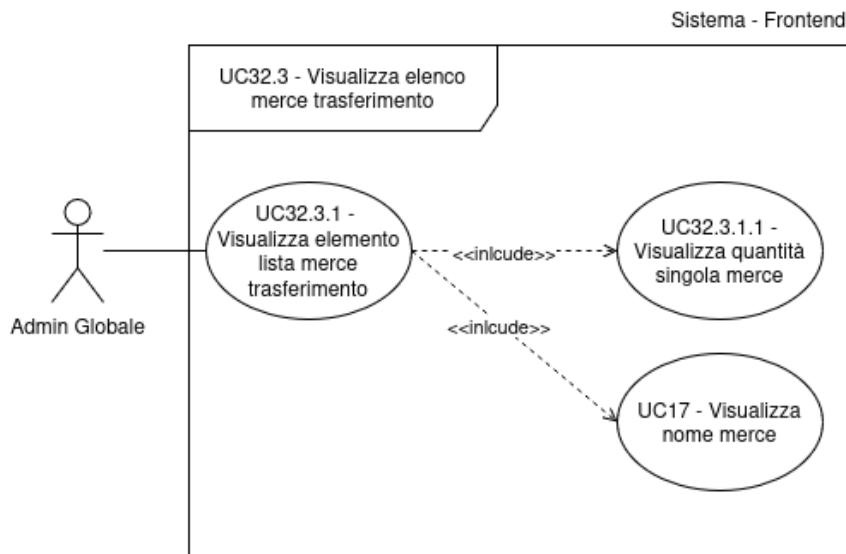 Sistema - Frontend
UC32.3 - Visualizza elenco
merce trasferimento
UC32.3.1 -
Visualizza elemento
lista merce
trasferimento
<<inlcude>>
UC32.3.1.1 -
Visualizza quantità
singola merce
Admin Globale
<<inlcude>>
UC17 - Visualizza
nome merce